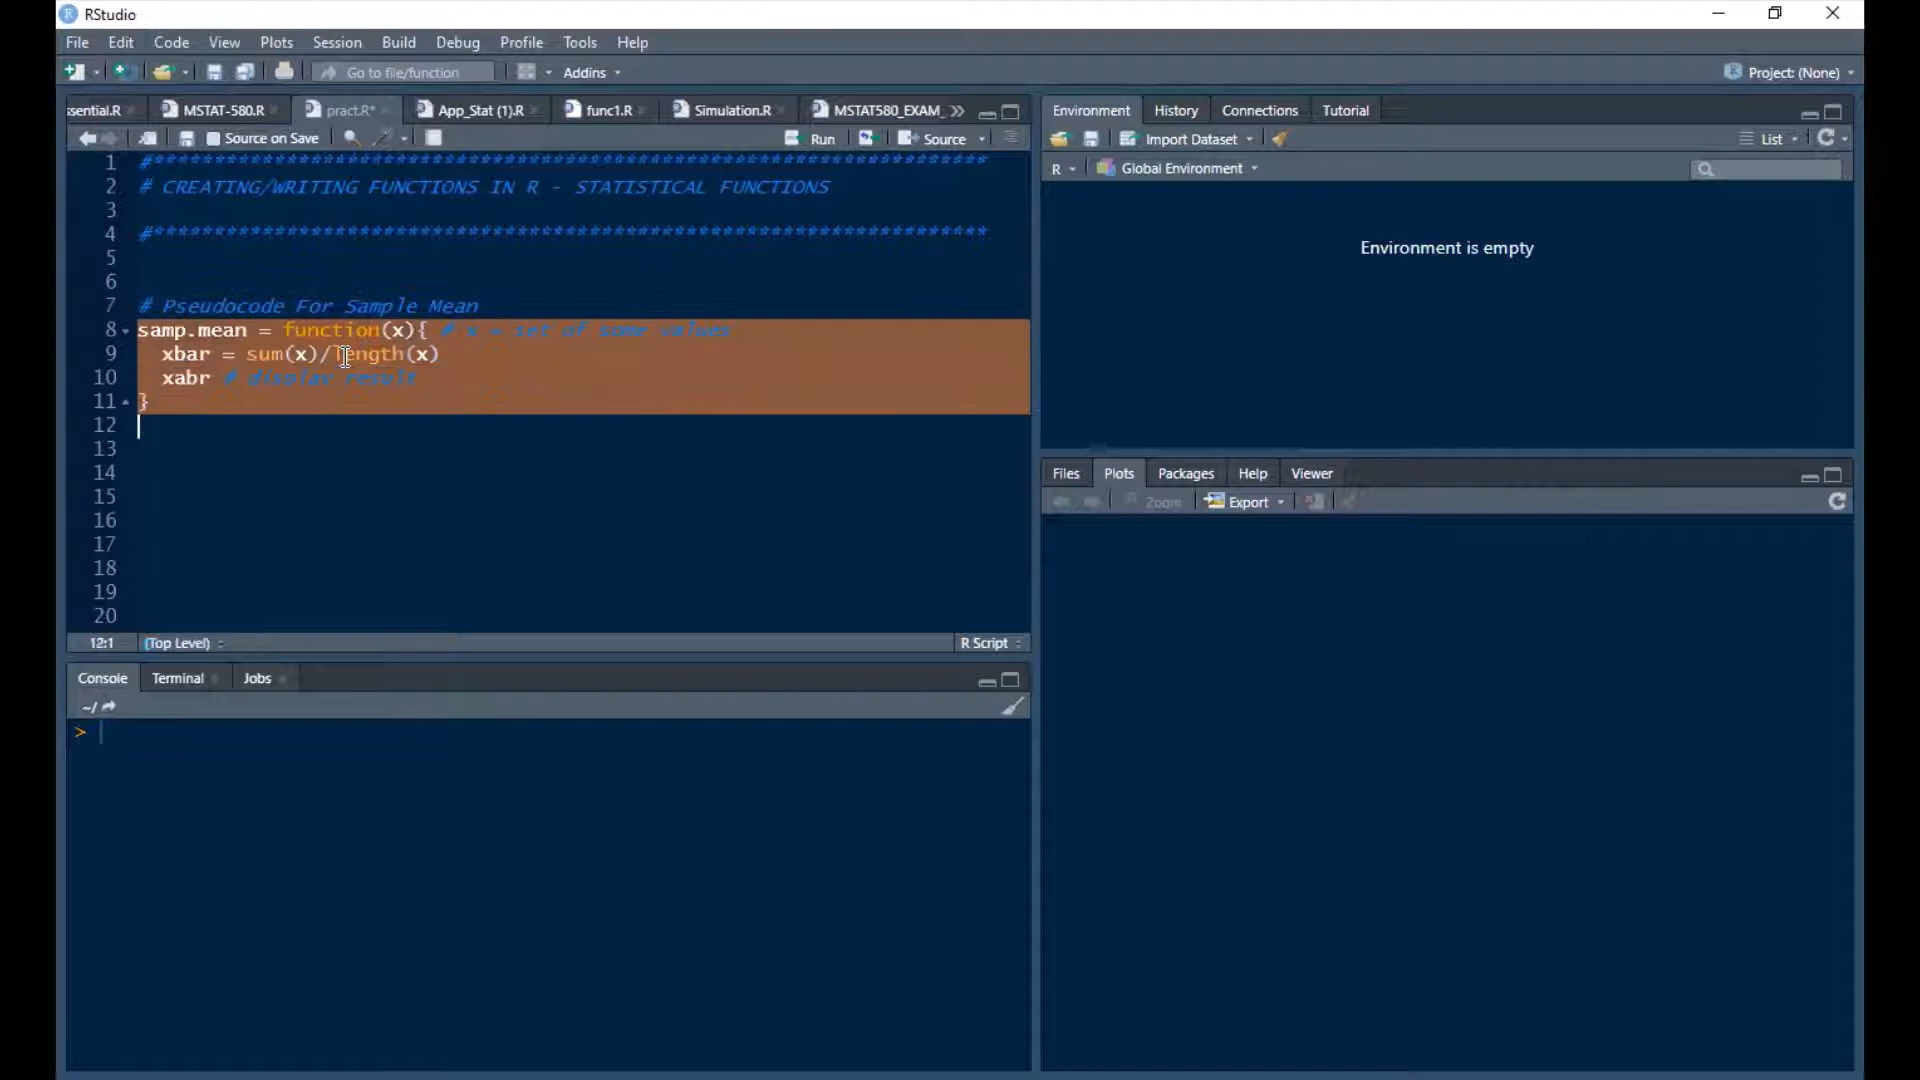 RStudio
File Edit Code View Plots Session Build Debug Profile Tools Help
Go to file/function Addins Project: (None)
ssential.R MSTAT-580.R pract.R* App_Stat (1).R func1.R Simulation.R MSTAT580_EXAM_
Source on Save Run Source
1 #*********************************************************************
2 # CREATING/WRITING FUNCTIONS IN R - STATISTICAL FUNCTIONS
3
4 #*********************************************************************
5
6
7 # Pseudocode For Sample Mean
8 samp.mean = function(x){ # x = set of some values
9 xbar = sum(x)/length(x)
10 xabr # display result
11 }
12
13
14
15
16
17
18
19
20
12:1 (Top Level) R Script
Console Terminal Jobs
~/
>
Environment History Connections Tutorial
Import Dataset List
R Global Environment
Environment is empty
Files Plots Packages Help Viewer
Zoom Export